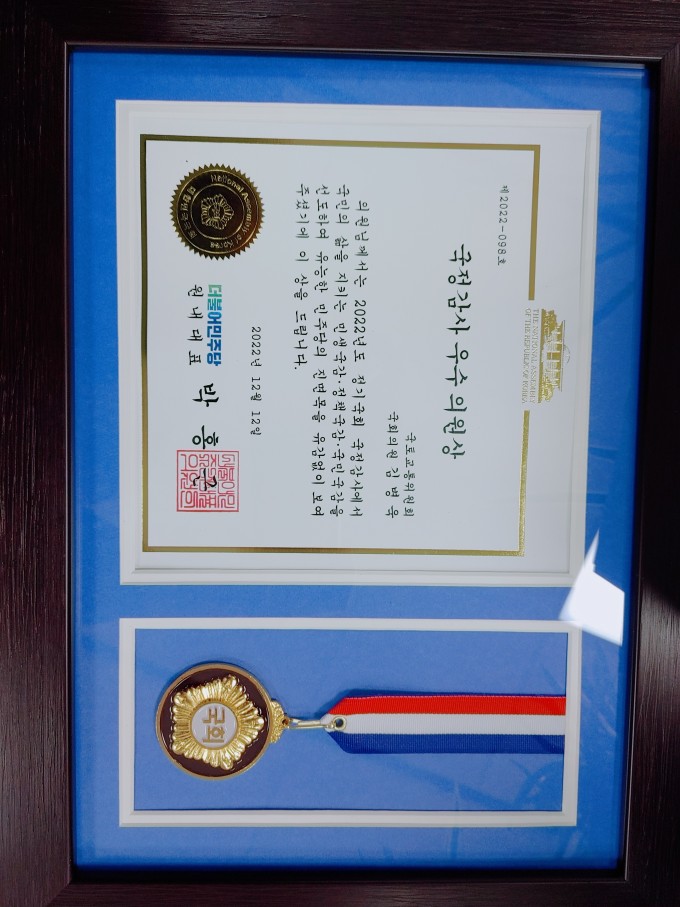 THE NATIONAL ASSEMBLY
OF THE REPUBLIC OF KOREA
제2022-098호
국정감사 우수 의원상
국토교통위원회
국회의원 김병욱
의원님께서는 2022년도 정기국회 국정감사에서
국민의 삶을 지키는 민생국감·정책국감·국민국감을
선도하여 유능한 민주당의 진면목을 유감없이 보여
주셨기에 이 상을 드립니다.
2022년 12월 12일
더불어민주당
원내대표 박홍근
National Assembly
국회